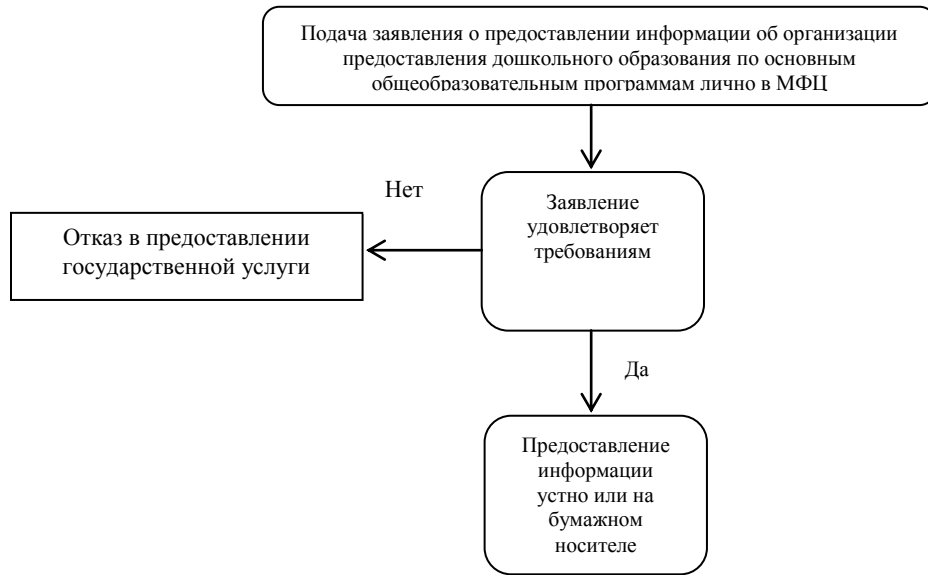 Подача заявления о предоставлении информации об организации
предоставления дошкольного образования по основным
общеобразовательным программам лично в МФЦ
Нет
Заявление
удовлетворяет
требованиям
Отказ в предоставлении
государственной услуги
Да
Предоставление
информации
устно или на
бумажном
носителе